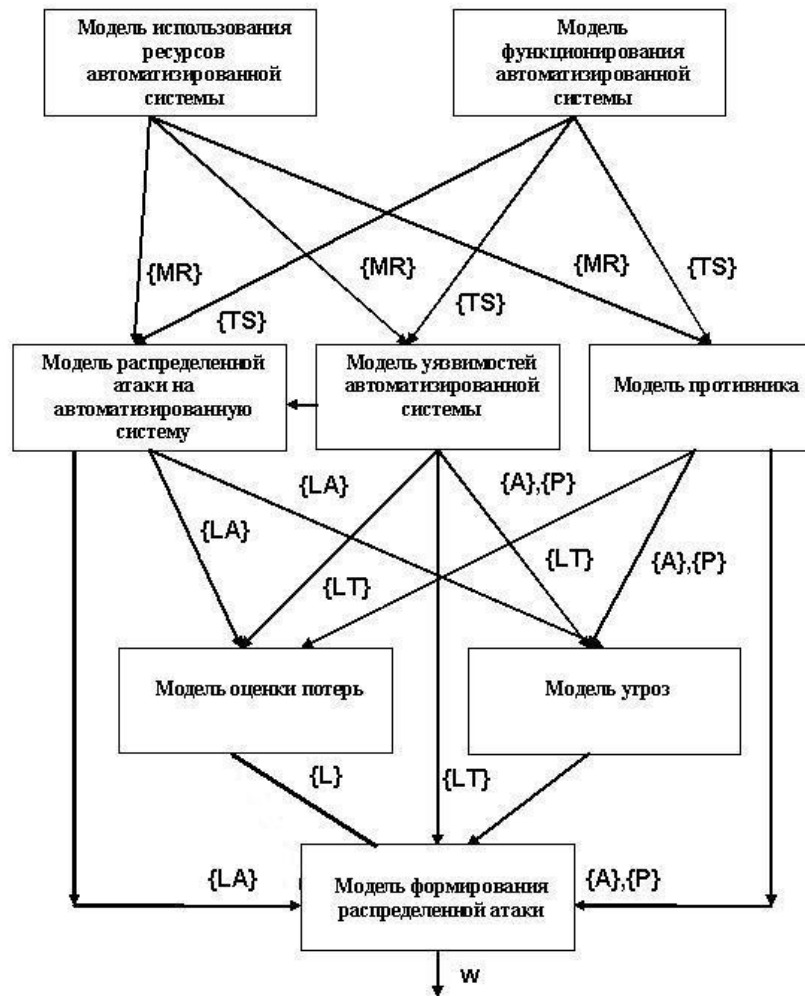 Модель использования
ресурсов
автоматизированной
системы
Модель
функционирования
автоматизированной
системы
{MR}
{MR}
{MR}
{TS}
{TS}
{TS}
Модель распределенной
атаки на
автоматизированную
систему
Модель уязвимостей
автоматизированной
системы
Модель противника
{LA}
{A},{P}
{LA}
{LT}
{LT}
{A},{P}
Модель оценки потерь
Модель угроз
{L}
{LT}
{LA}
Модель формирования
распределенной атаки
{A},{P}
w